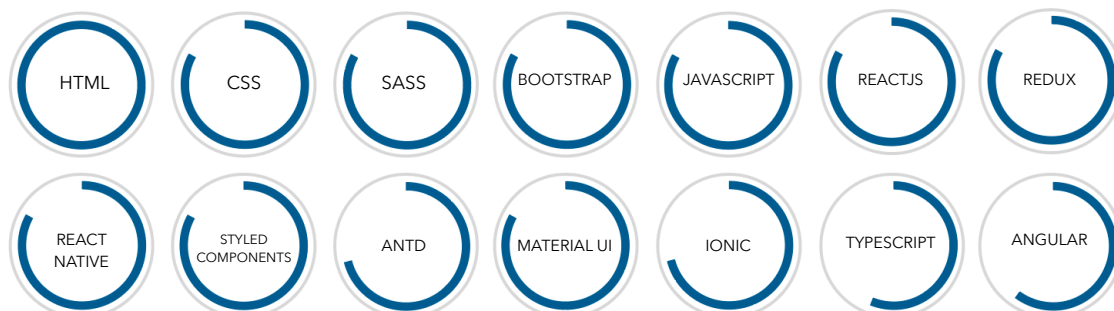 HTML
CSS
SASS
BOOTSTRAP
JAVASCRIPT
REACTJS
REDUX
REACT
NATIVE
STYLED
COMPONENTS
ANTD
MATERIAL UI
IONIC
TYPESCRIPT
ANGULAR